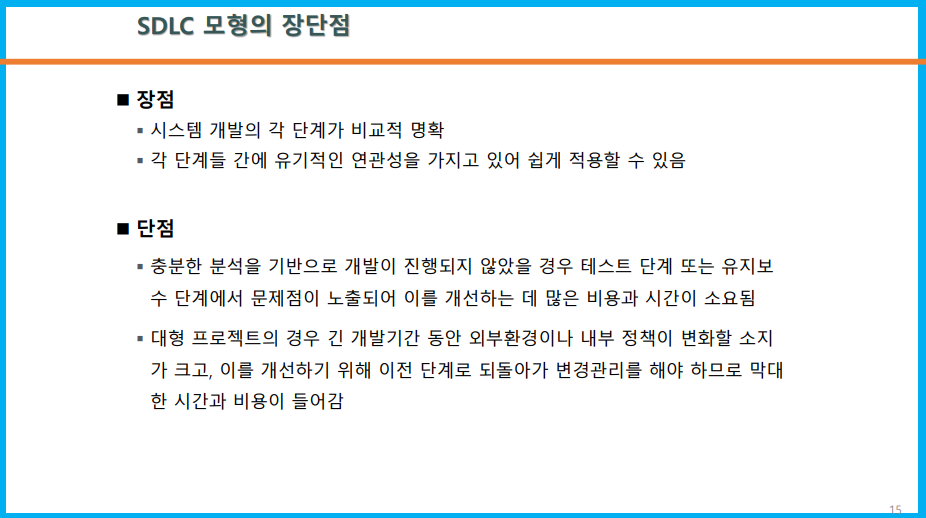 SDLC 모형의 장단점
■ 장점
▪ 시스템 개발의 각 단계가 비교적 명확
▪ 각 단계들 간에 유기적인 연관성을 가지고 있어 쉽게 적용할 수 있음
■ 단점
▪ 충분한 분석을 기반으로 개발이 진행되지 않았을 경우 테스트 단계 또는 유지보
수 단계에서 문제점이 노출되어 이를 개선하는 데 많은 비용과 시간이 소요됨
▪ 대형 프로젝트의 경우 긴 개발기간 동안 외부환경이나 내부 정책이 변화할 소지
가 크고, 이를 개선하기 위해 이전 단계로 되돌아가 변경관리를 해야 하므로 막대
한 시간과 비용이 들어감
15